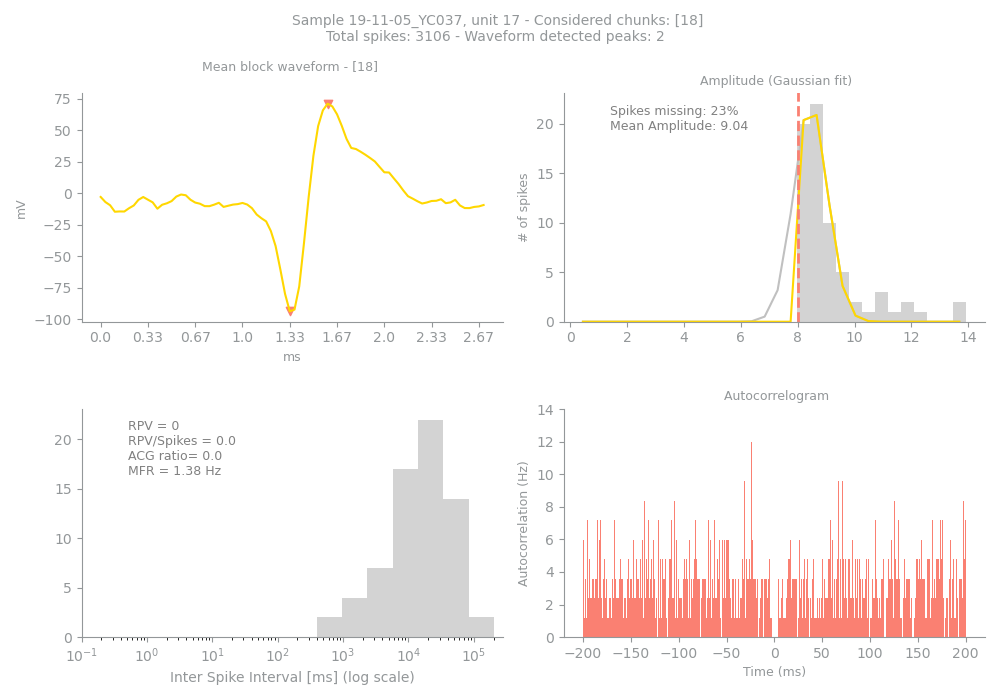 Sample 19-11-05_YC037, unit 17 - Considered chunks: [18]
Total spikes: 3106 - Waveform detected peaks: 2
Mean block waveform - [18]
75
50
25
0
−25
−50
−75
−100
mV
0.0 0.33 0.67 1.0 1.33 1.67 2.0 2.33 2.67
ms
Amplitude (Gaussian fit)
Spikes missing: 23%
Mean Amplitude: 9.04
20
15
10
5
0
# of spikes
0 2 4 6 8 10 12 14
RPV = 0
RPV/Spikes = 0.0
ACG ratio= 0.0
MFR = 1.38 Hz
20
15
10
5
0
10⁻¹ 10⁰ 10¹ 10² 10³ 10⁴ 10⁵
Inter Spike Interval [ms] (log scale)
Autocorrelogram
14
12
10
8
6
4
2
0
Autocorrelation (Hz)
−200 −150 −100 −50 0 50 100 150 200
Time (ms)